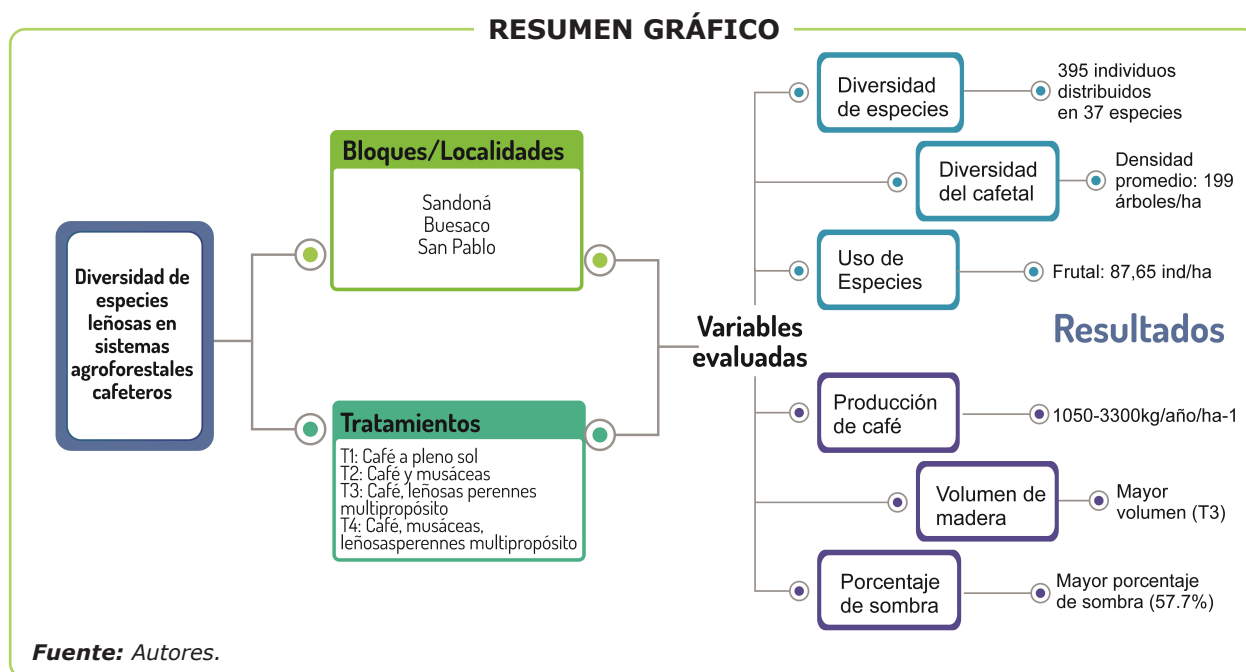 RESUMEN GRÁFICO
Diversidad de
especies
leñosas en
sistemas
agroforestales
cafeteros
Bloques/Localidades
Sandoná
Buesaco
San Pablo
Tratamientos
T1: Café a pleno sol
T2: Café y musáceas
T3: Café, leñosas perennes
multipropósito
T4: Café, musáceas,
leñosasperennes multipropósito
Variables
evaluadas
Diversidad
de especies
395 individuos
distribuidos
en 37 especies
Diversidad
del cafetal
Densidad
promedio: 199
árboles/ha
Uso de
Especies
Frutal: 87,65 ind/ha
Resultados
Producción
de café
1050-3300kg/año/ha-1
Volumen de
madera
Mayor
volumen (T3)
Porcentaje
de sombra
Mayor porcentaje
de sombra (57.7%)
Fuente: Autores.